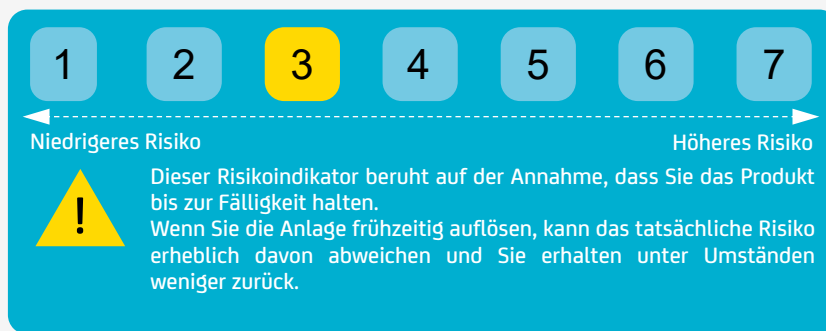 1 2 3 4 5 6 7
Niedrigeres Risiko Höheres Risiko
!
Dieser Risikoindikator beruht auf der Annahme, dass Sie das Produkt
bis zur Fälligkeit halten.
Wenn Sie die Anlage frühzeitig auflösen, kann das tatsächliche Risiko
erheblich davon abweichen und Sie erhalten unter Umständen
weniger zurück.